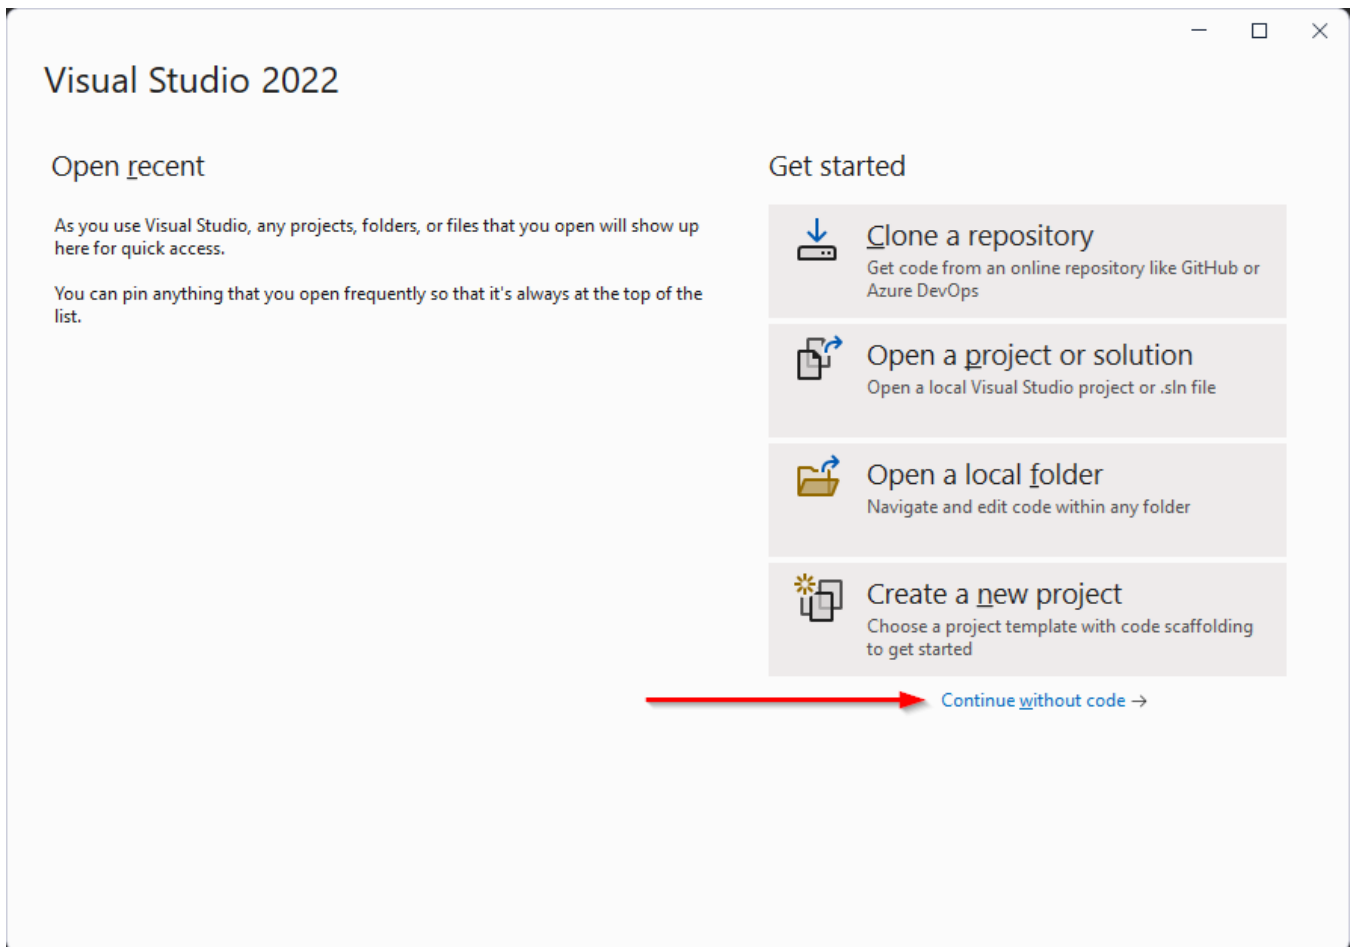 Visual Studio 2022
Open recent
As you use Visual Studio, any projects, folders, or files that you open will show up
here for quick access.
You can pin anything that you open frequently so that it's always at the top of the
list.
Get started
Clone a repository
Get code from an online repository like GitHub or
Azure DevOps
Open a project or solution
Open a local Visual Studio project or .sln file
Open a local folder
Navigate and edit code within any folder
Create a new project
Choose a project template with code scaffolding
to get started
Continue without code →